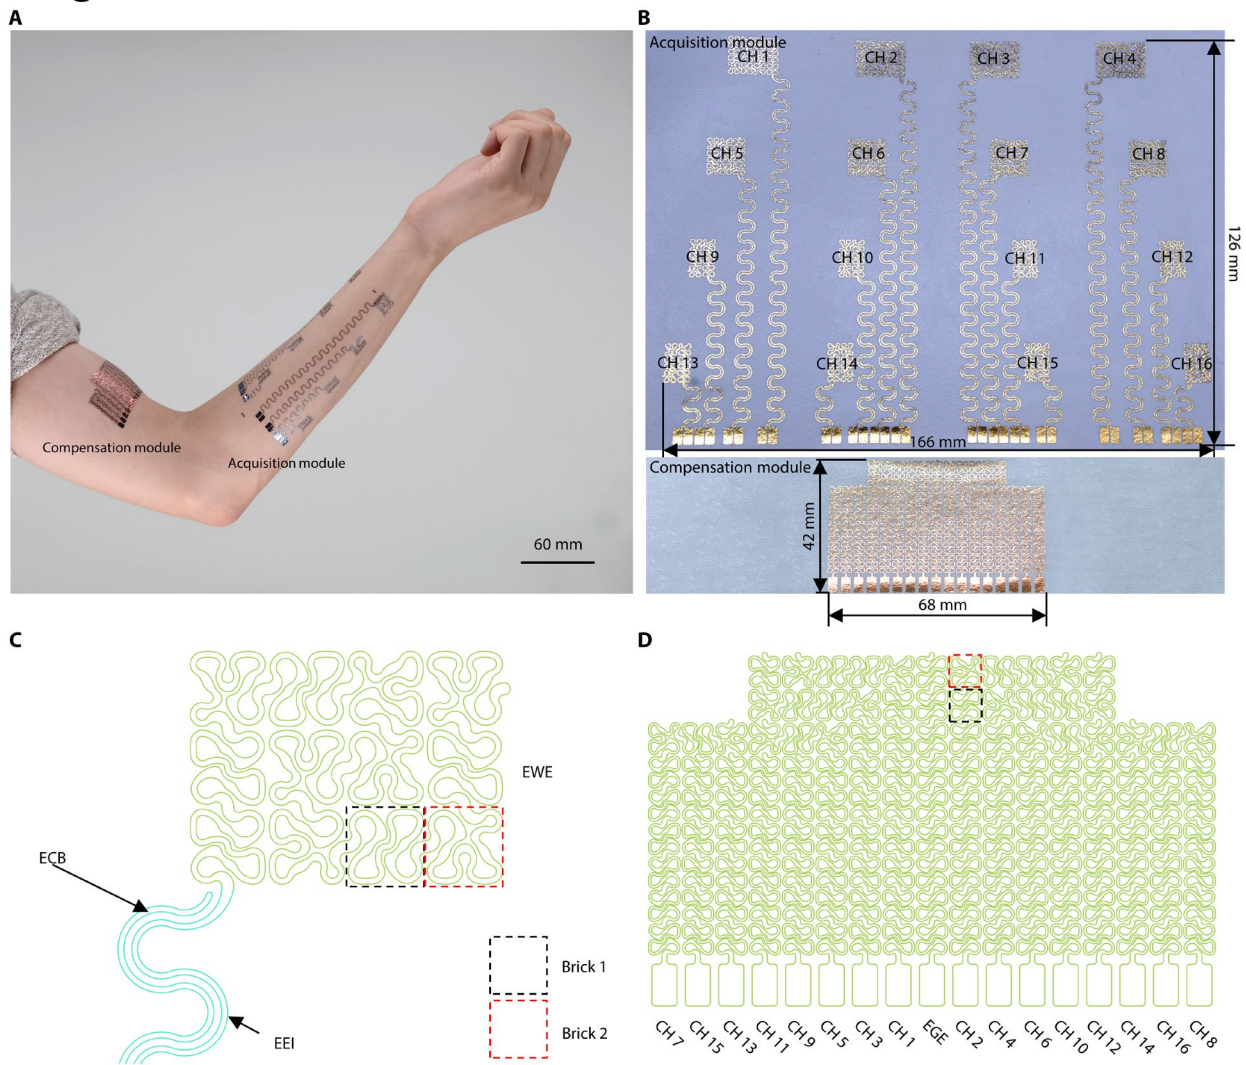 A
Compensation module
Acquisition module
60 mm
B
Acquisition module
CH 1
CH 2
CH 3
CH 4
CH 5
CH 6
CH 7
CH 8
CH 9
CH 10
CH 11
CH 12
CH 13
CH 14
CH 15
CH 16
126 mm
166 mm
Compensation module
42 mm
68 mm
C
EWE
ECB
EEI
Brick 1
Brick 2
D
CH 7
CH 15
CH 13
CH 11
CH 9
CH 5
CH 3
CH 1
EGE
CH 2
CH 4
CH 6
CH 10
CH 12
CH 14
CH 16
CH 8